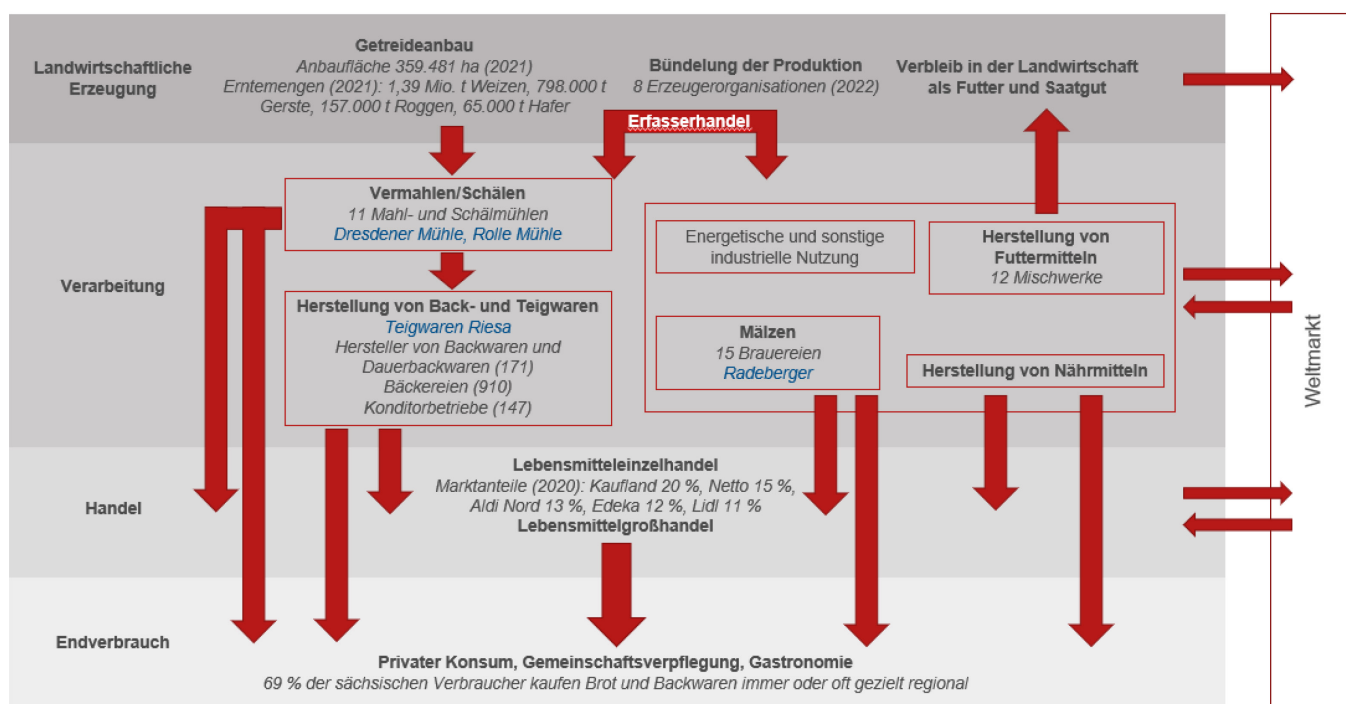 Landwirtschaftliche
Erzeugung
Getreideanbau
Anbaufläche 359.481 ha (2021)
Erntemengen (2021): 1,39 Mio. t Weizen, 798.000 t
Gerste, 157.000 t Roggen, 65.000 t Hafer
Bündelung der Produktion
8 Erzeugerorganisationen (2022)
Verbleib in der Landwirtschaft
als Futter und Saatgut
Erfasserhandel
Verarbeitung
Vermahlen/Schälen
11 Mahl- und Schälmühlen
Dresdener Mühle, Rolle Mühle
Herstellung von Back- und Teigwaren
Teigwaren Riesa
Hersteller von Backwaren und
Dauerbackwaren (171)
Bäckereien (910)
Konditorbetriebe (147)
Energetische und sonstige
industrielle Nutzung
Herstellung von
Futtermitteln
12 Mischwerke
Mälzen
15 Brauereien
Radeberger
Herstellung von Nährmitteln
Handel
Lebensmitteleinzelhandel
Marktanteile (2020): Kaufland 20 %, Netto 15 %,
Aldi Nord 13 %, Edeka 12 %, Lidl 11 %
Lebensmittelgroßhandel
Endverbrauch
Privater Konsum, Gemeinschaftsverpflegung, Gastronomie
69 % der sächsischen Verbraucher kaufen Brot und Backwaren immer oder oft gezielt regional
Weltmarkt